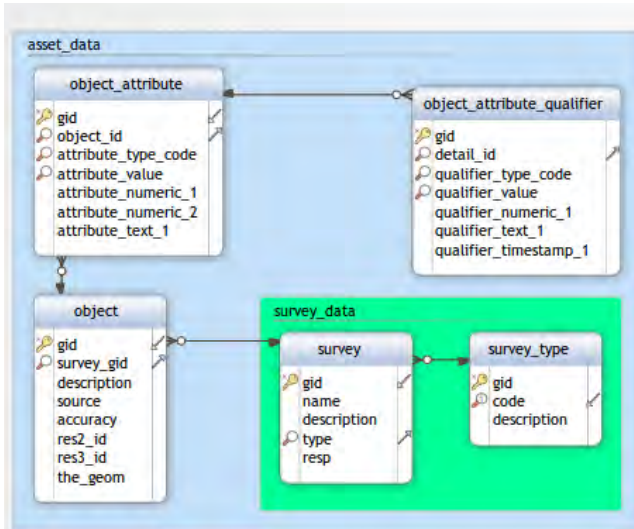 asset_data
object_attribute
gid
object_id
attribute_type_code
attribute_value
attribute_numeric_1
attribute_numeric_2
attribute_text_1
object_attribute_qualifier
gid
detail_id
qualifier_type_code
qualifier_value
qualifier_numeric_1
qualifier_text_1
qualifier_timestamp_1
object
gid
survey_gid
description
source
accuracy
res2_id
res3_id
the_geom
survey_data
survey
gid
name
description
type
resp
survey_type
gid
code
description